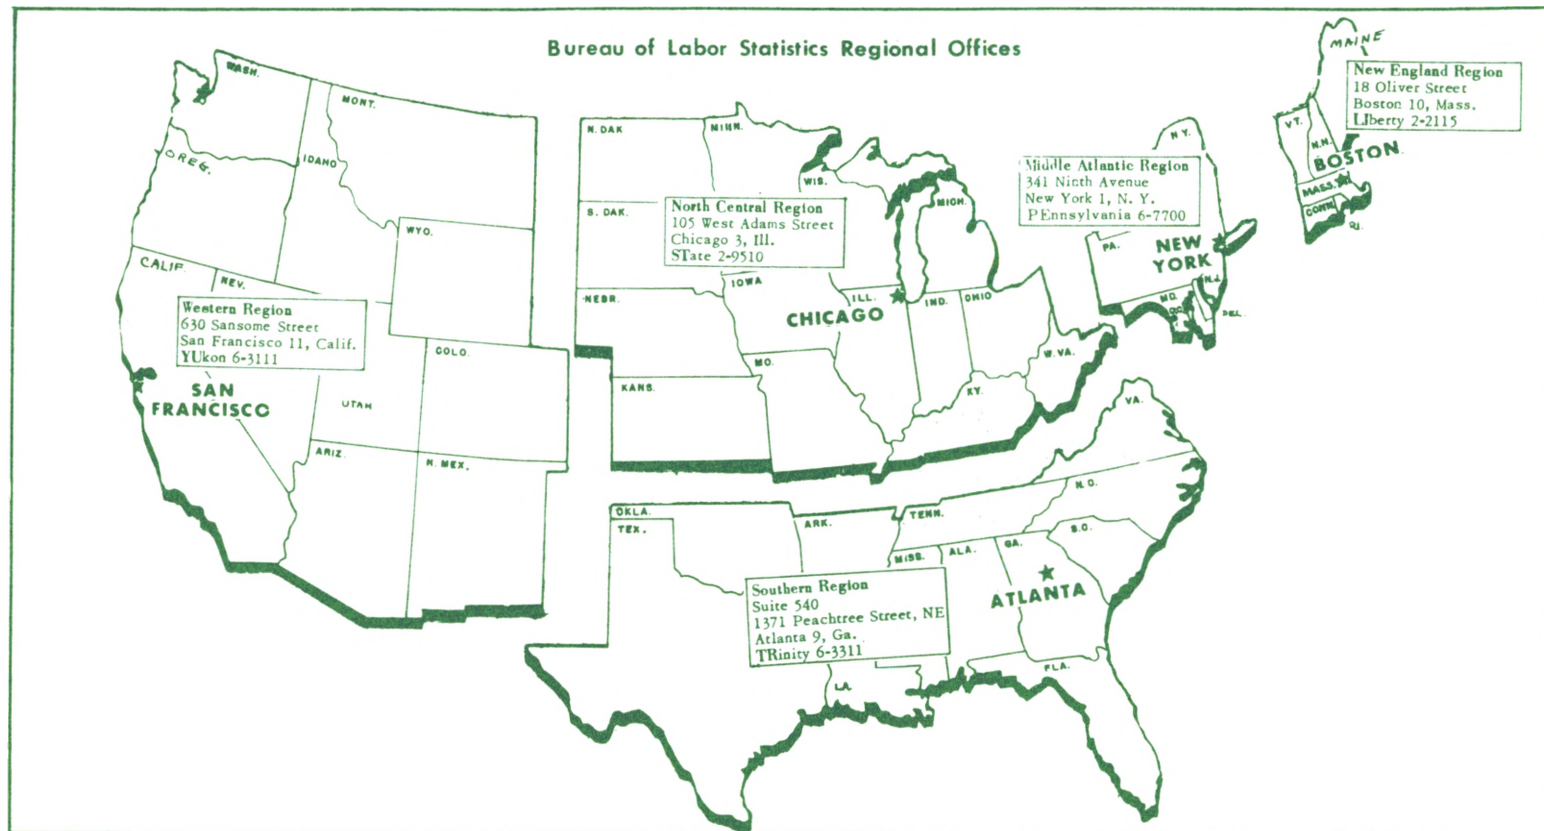 Bureau of Labor Statistics Regional Offices
WASH.
OREG.
IDAHO
MONT.
WYO.
CALIF.
NEV.
Western Region
630 Sansome Street
San Francisco 11, Calif.
YUkon 6-3111
SAN
FRANCISCO
UTAH
COLO.
ARIZ.
N. MEX.
N. DAK
MINN.
S. DAK.
WIS.
MICH.
North Central Region
105 West Adams Street
Chicago 3, Ill.
STate 2-9510
NEBR.
IOWA
ILL.
IND.
OHIO
CHICAGO
KANS.
MO.
KY.
W. VA.
N.Y.
Middle Atlantic Region
341 Ninth Avenue
New York 1, N. Y.
PEnnsylvania 6-7700
PA.
NEW
YORK
N.J.
MD.
DEL.
MAINE
New England Region
18 Oliver Street
Boston 10, Mass.
LIberty 2-2115
VT.
N.H.
BOSTON
MASS.
CONN.
R.I.
VA.
OKLA.
TEX.
ARK.
TENN.
N.C.
S.C.
MISS.
ALA.
GA.
Southern Region
Suite 540
1371 Peachtree Street, NE
Atlanta 9, Ga.
TRinity 6-3311
ATLANTA
LA.
FLA.